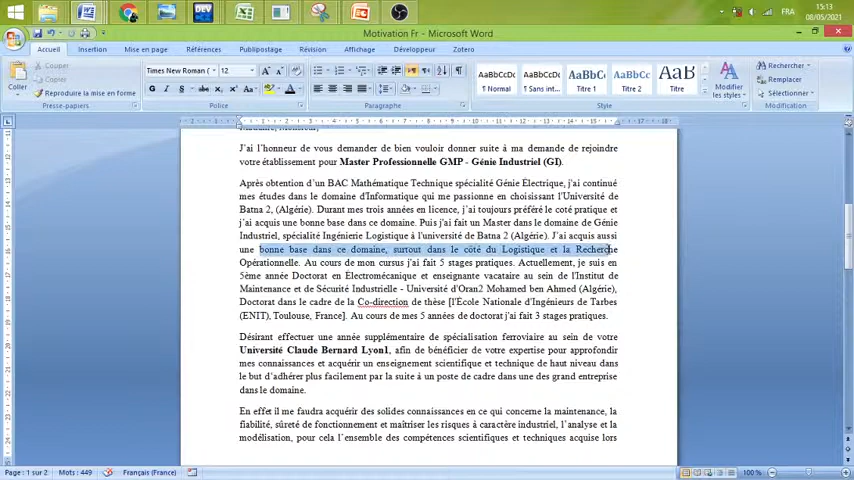 15:13
FRA
08/05/2021
Motivation Fr - Microsoft Word
Accueil Insertion Mise en page Références Publipostage Révision Affichage Développeur Zotero
Couper
Copier
Coller
Reproduire la mise en forme
Presse-papiers
Times New Roman ( 12
Police
Paragraphe
AaBbCcDc AaBbCcDc AaBbC AaBbCc AaB
¶ Normal ¶ Sans int... Titre 1 Titre 2 Titre
Style
Modifier les styles
Rechercher
Remplacer
Sélectionner
Modification
J'ai l'honneur de vous demander de bien vouloir donner suite à ma demande de rejoindre
votre établissement pour Master Professionnelle GMP - Génie Industriel (GI).
Après obtention d'un BAC Mathématique Technique spécialité Génie Électrique, j'ai continué
mes études dans le domaine d'Informatique qui me passionne en choisissant l'Université de
Batna 2, (Algérie). Durant mes trois années en licence, j'ai toujours préféré le coté pratique et
j'ai acquis une bonne base dans ce domaine. Puis j'ai fait un Master dans le domaine de Génie
Industriel, spécialité Ingénierie Logistique à l'université de Batna 2 (Algérie). J'ai acquis aussi
une bonne base dans ce domaine, surtout dans le côté du Logistique et la Recherche
Opérationnelle. Au cours de mon cursus j'ai fait 5 stages pratiques. Actuellement, je suis en
5ème année Doctorat en Électromécanique et enseignante vacataire au sein de l'Institut de
Maintenance et de Sécurité Industrielle - Université d'Oran2 Mohamed ben Ahmed (Algérie),
Doctorat dans le cadre de la Co-direction de thèse [l'École Nationale d'Ingénieurs de Tarbes
(ENIT), Toulouse, France]. Au cours de mes 5 années de doctorat j'ai fait 3 stages pratiques.
Désirant effectuer une année supplémentaire de spécialisation ferroviaire au sein de votre
Université Claude Bernard Lyon1, afin de bénéficier de votre expertise pour approfondir
mes connaissances et acquérir un enseignement scientifique et technique de haut niveau dans
le but d'adhérer plus facilement par la suite à un poste de cadre dans une des grand entreprise
dans le domaine.
En effet il me faudra acquérir des solides connaissances en ce qui concerne la maintenance, la
fiabilité, sûreté de fonctionnement et maîtriser les risques à caractère industriel, l'analyse et la
modélisation, pour cela l'ensemble des compétences scientifiques et techniques acquise lors
Page : 1 sur 2 Mots : 449 Français (France) 100 %